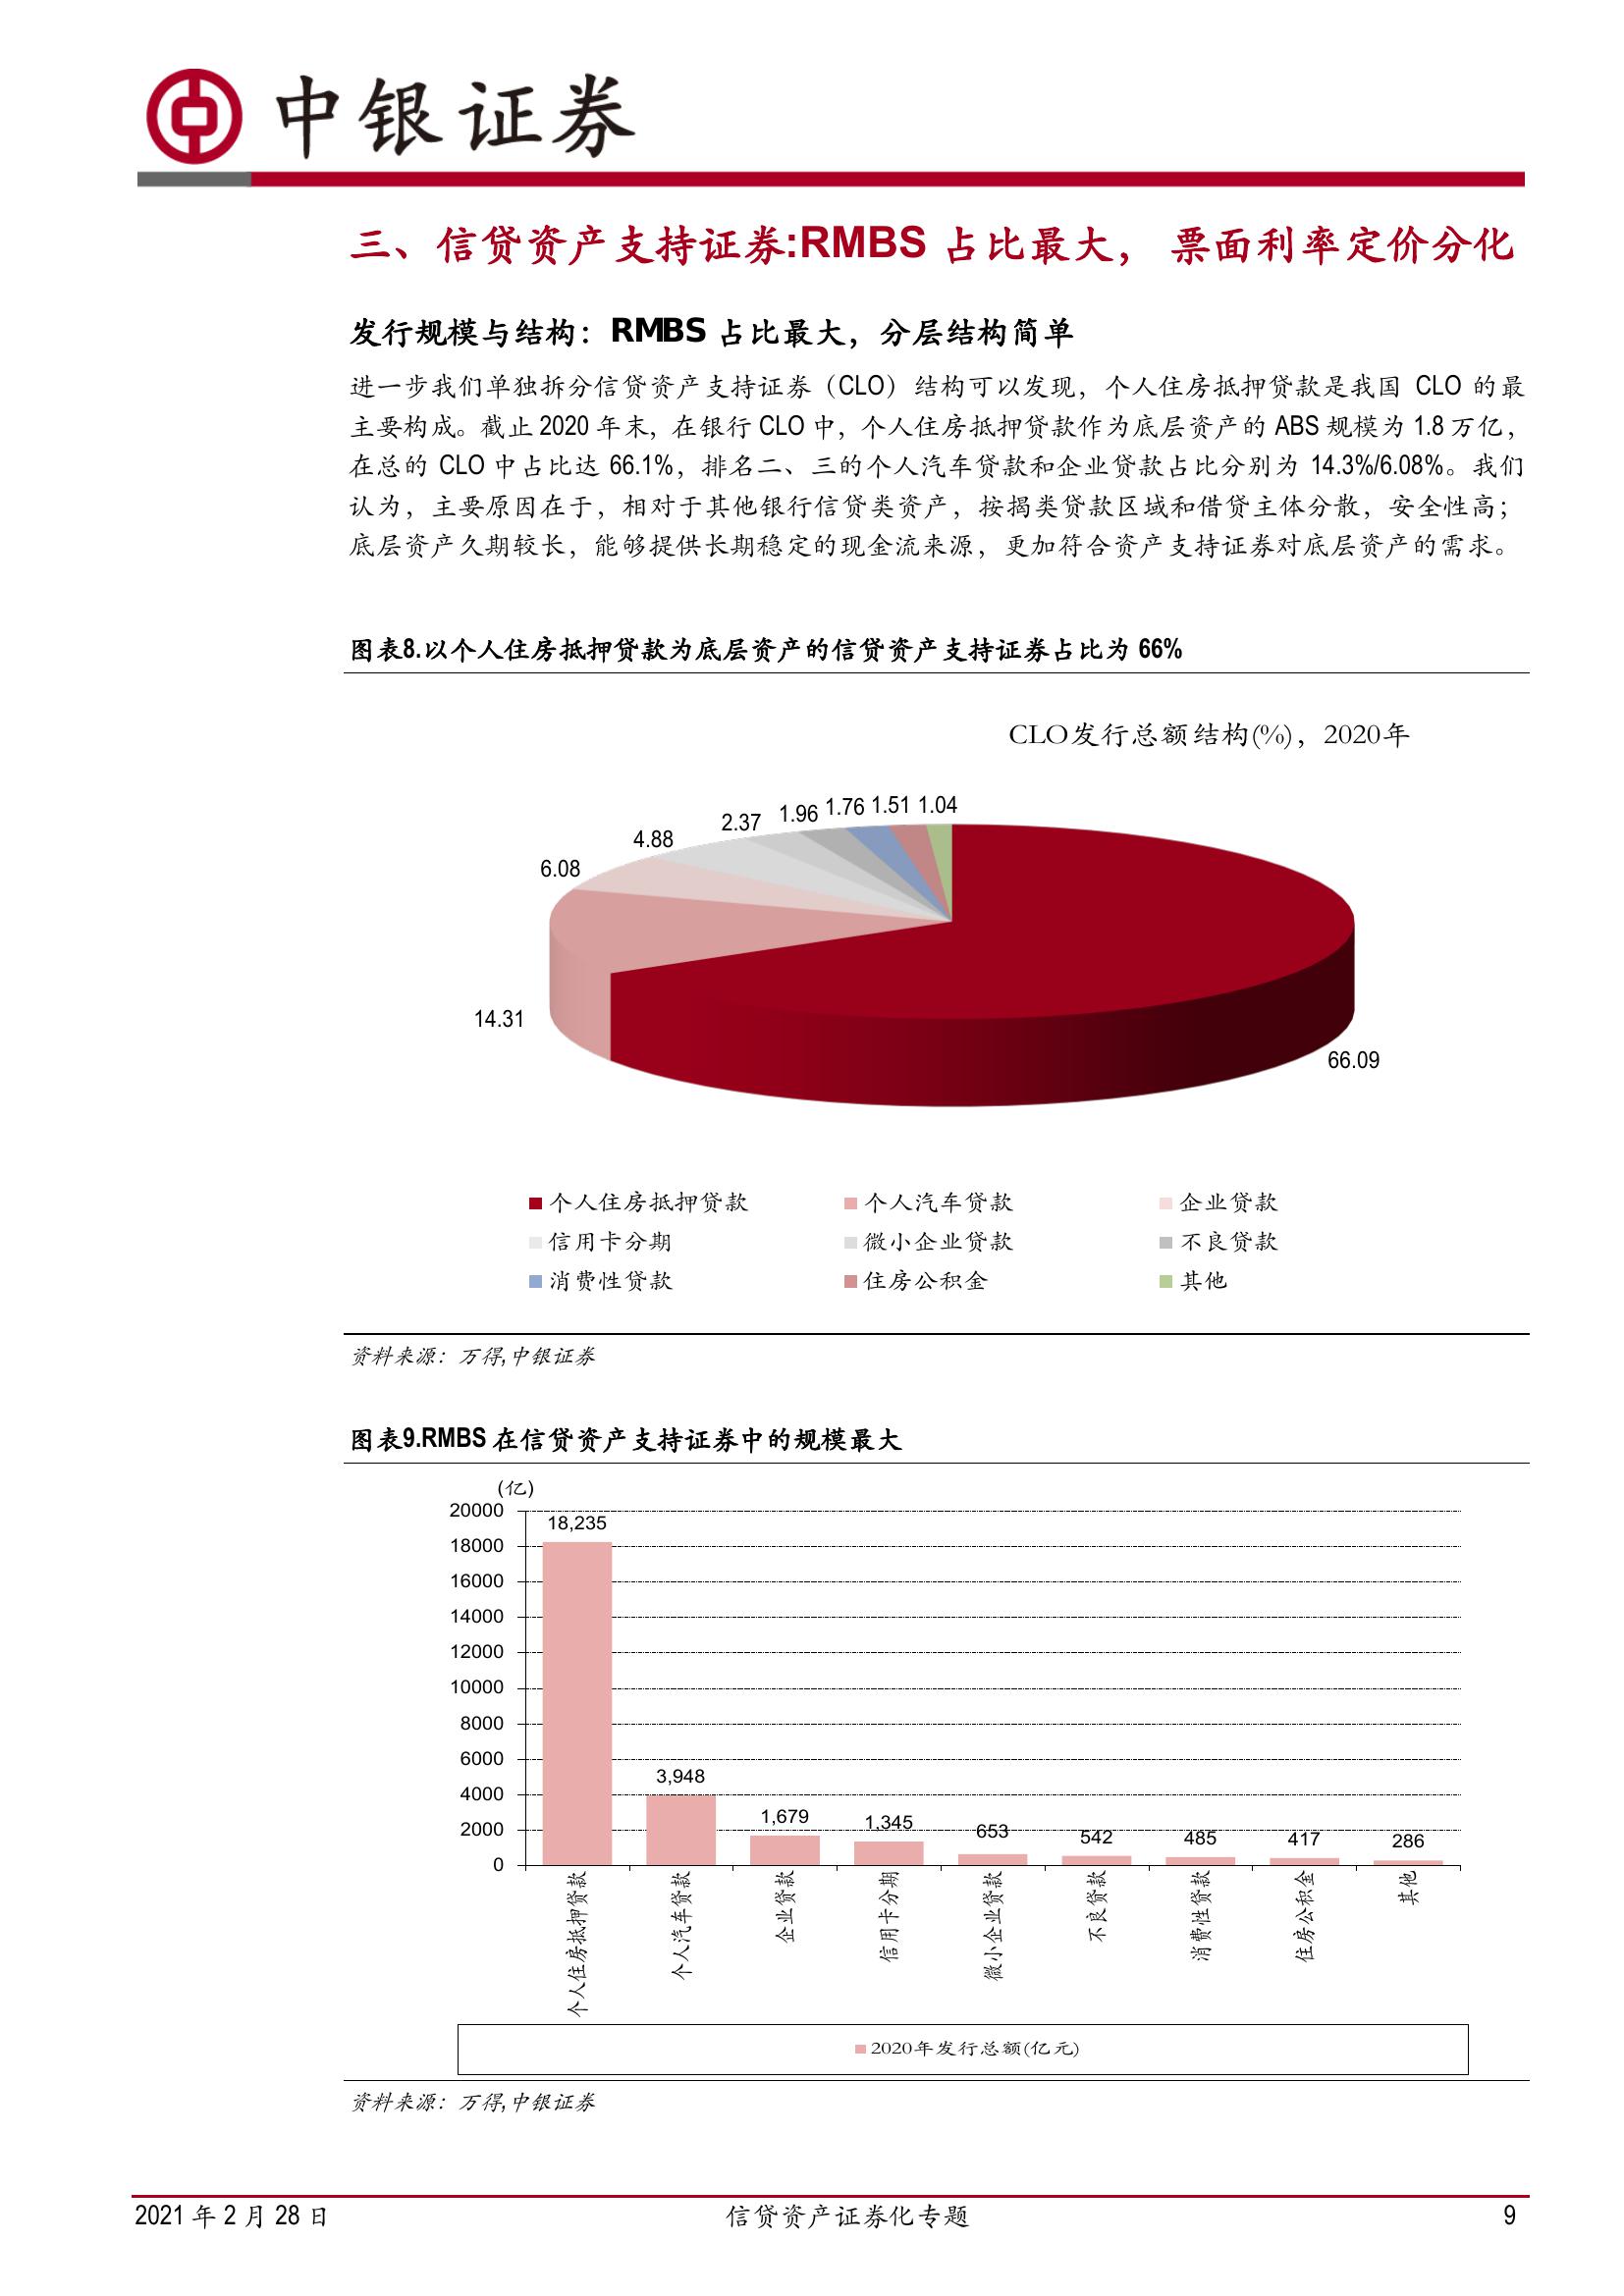 中银证券
三、信贷资产支持证券:RMBS 占比最大， 票面利率定价分化
发行规模与结构：RMBS 占比最大，分层结构简单
进一步我们单独拆分信贷资产支持证券（CLO）结构可以发现，个人住房抵押贷款是我国 CLO 的最
主要构成。截止 2020 年末，在银行 CLO 中，个人住房抵押贷款作为底层资产的 ABS 规模为 1.8 万亿，
在总的 CLO 中占比达 66.1%，排名二、三的个人汽车贷款和企业贷款占比分别为 14.3%/6.08%。我们
认为，主要原因在于，相对于其他银行信贷类资产，按揭类贷款区域和借贷主体分散，安全性高；
底层资产久期较长，能够提供长期稳定的现金流来源，更加符合资产支持证券对底层资产的需求。
图表8.以个人住房抵押贷款为底层资产的信贷资产支持证券占比为 66%
CLO发行总额结构(%)，2020年
6.08 4.88 2.37 1.96 1.76 1.51 1.04
14.31
66.09
个人住房抵押贷款 个人汽车贷款 企业贷款
信用卡分期 微小企业贷款 不良贷款
消费性贷款 住房公积金 其他
资料来源：万得,中银证券
图表9.RMBS 在信贷资产支持证券中的规模最大
(亿)
20000
18000
16000
14000
12000
10000
8000
6000
4000
2000
0
18,235
3,948
1,679
1,345
653
542
485
417
286
个人住房抵押贷款
个人汽车贷款
企业贷款
信用卡分期
微小企业贷款
不良贷款
消费性贷款
住房公积金
其他
2020年发行总额(亿元)
资料来源：万得,中银证券
2021 年 2 月 28 日 信贷资产证券化专题 9